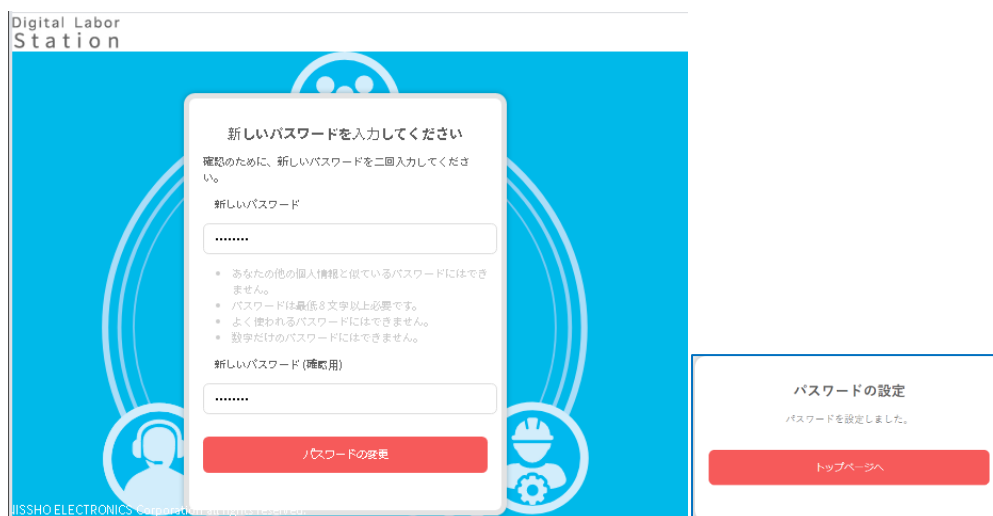 Digital Labor
Station
新しいパスワードを入力してください
確認のために、新しいパスワードを二回入力してくださ
い。
新しいパスワード
••••••••
• あなたの他の個人情報と似ているパスワードにはでき
ません。
• パスワードは最低8文字以上必要です。
• よく使われるパスワードにはできません。
• 数字だけのパスワードにはできません。
新しいパスワード (確認用)
••••••••
パスワードの変更
JISSHO ELECTRONICS Corporation all rights reserved.
パスワードの設定
パスワードを設定しました。
トップページへ